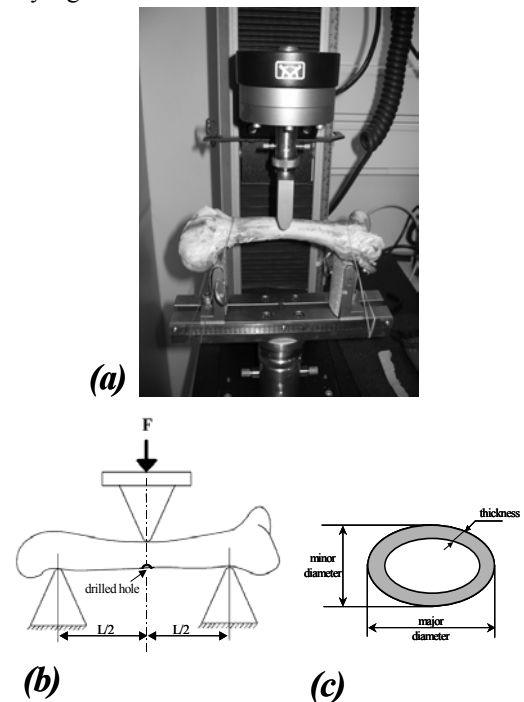 (a)
F
drilled hole
L/2
L/2
(b)
thickness
minor
diameter
major
diameter
(c)